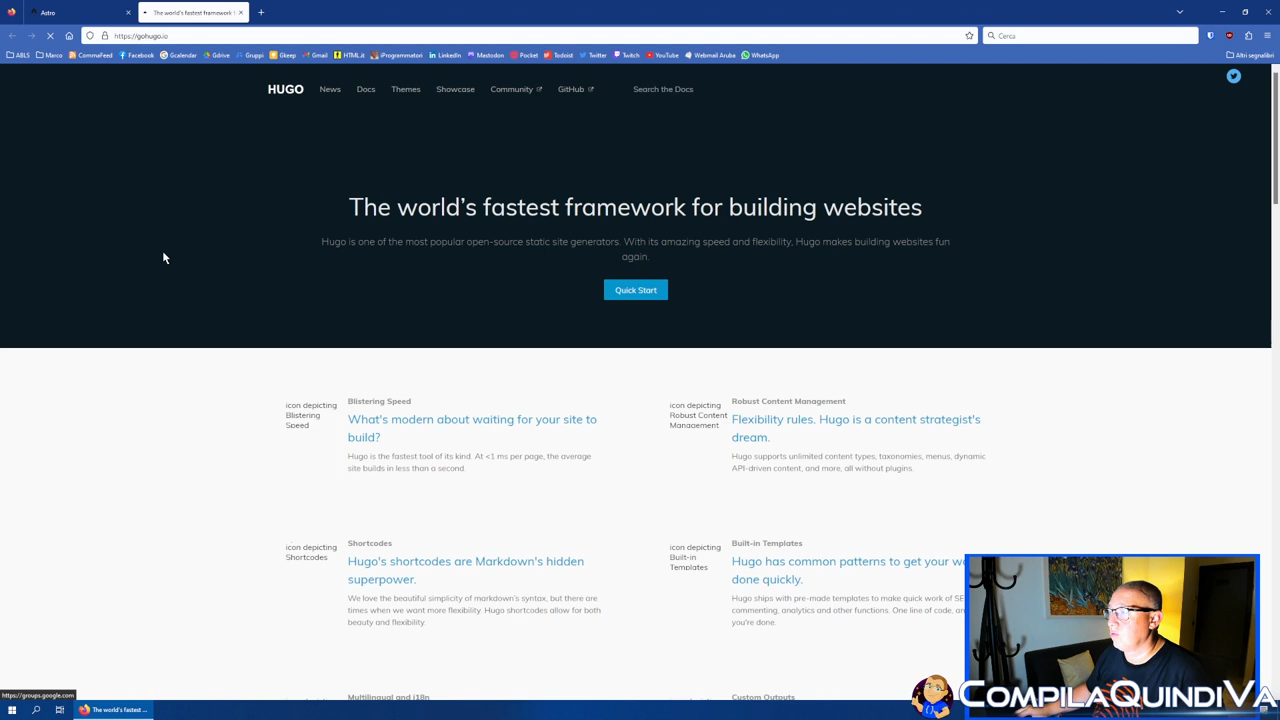 Astro
The world's fastest framework f
https://gohugo.io
Cerca
ABLS
Marco
CommaFeed
Facebook
Gcalendar
Gdrive
Gruppi
Gkeep
Gmail
HTML.it
iProgrammatori
LinkedIn
Mastodon
Pocket
Todoist
Twitter
Twitch
YouTube
Webmail Aruba
WhatsApp
Altri segnalibri
HUGO
News
Docs
Themes
Showcase
Community
GitHub
Search the Docs
The world's fastest framework for building websites
Hugo is one of the most popular open-source static site generators. With its amazing speed and flexibility, Hugo makes building websites fun
again.
Quick Start
icon depicting
Blistering
Speed
Blistering Speed
What's modern about waiting for your site to
build?
Hugo is the fastest tool of its kind. At <1 ms per page, the average
site builds in less than a second.
icon depicting
Robust Content
Management
Robust Content Management
Flexibility rules. Hugo is a content strategist's
dream.
Hugo supports unlimited content types, taxonomies, menus, dynamic
API-driven content, and more, all without plugins.
icon depicting
Shortcodes
Shortcodes
Hugo's shortcodes are Markdown's hidden
superpower.
We love the beautiful simplicity of markdown's syntax, but there are
times when we want more flexibility. Hugo shortcodes allow for both
beauty and flexibility.
icon depicting
Built-in
Templates
Built-in Templates
Hugo has common patterns to get your w
done quickly.
Hugo ships with pre-made templates to make quick work of SE
commenting, analytics and other functions. One line of code, an
you're done.
Multilingual and i18n
Custom Outputs
https://groups.google.com
The world's fastest ...
COMPILAQUINDIVA